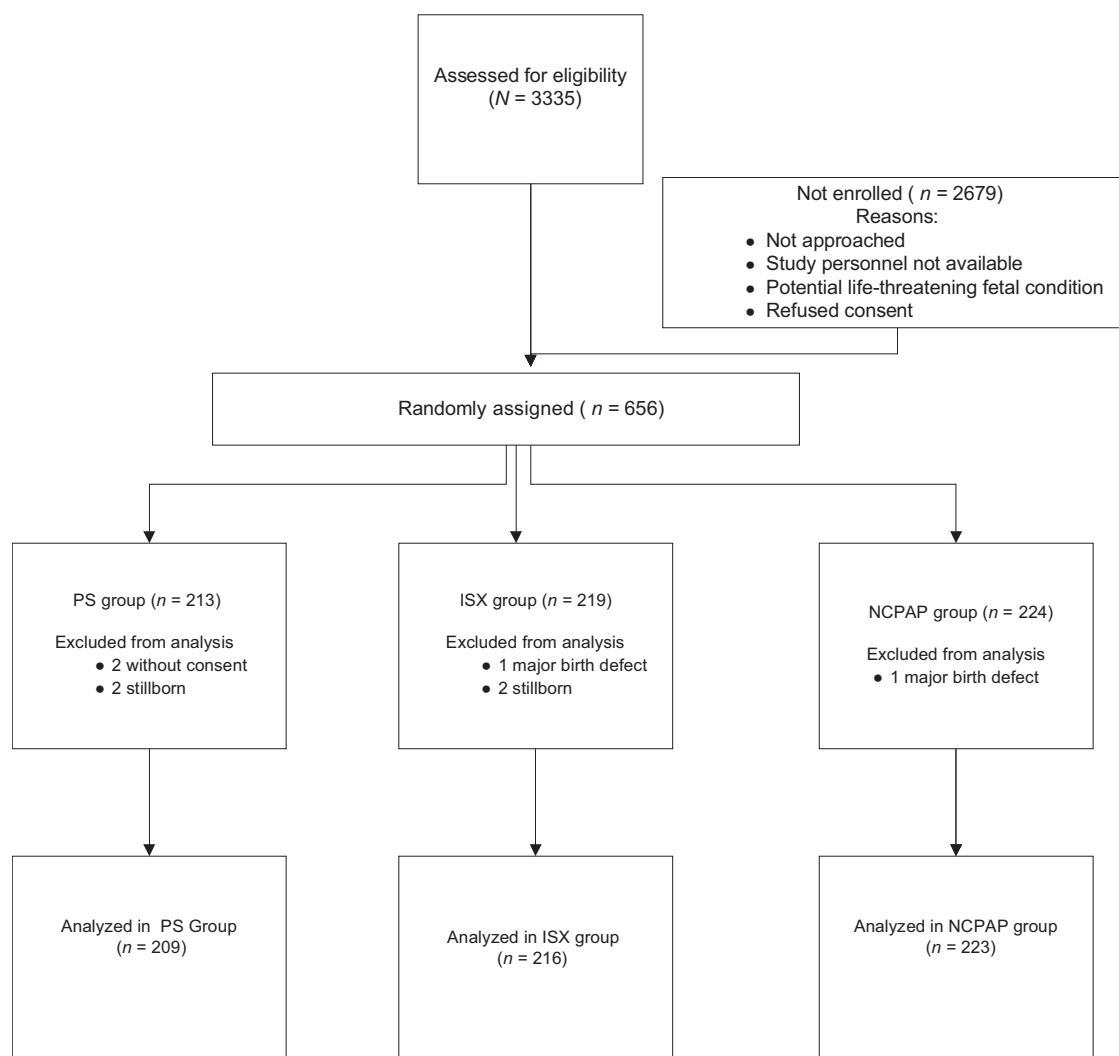 Assessed for eligibility
(N = 3335)
Not enrolled ( n = 2679)
Reasons:
● Not approached
● Study personnel not available
● Potential life-threatening fetal condition
● Refused consent
Randomly assigned ( n = 656)
PS group (n = 213)
Excluded from analysis
● 2 without consent
● 2 stillborn
ISX group (n = 219)
Excluded from analysis
● 1 major birth defect
● 2 stillborn
NCPAP group (n = 224)
Excluded from analysis
● 1 major birth defect
Analyzed in PS Group
(n = 209)
Analyzed in ISX group
(n = 216)
Analyzed in NCPAP group
(n = 223)